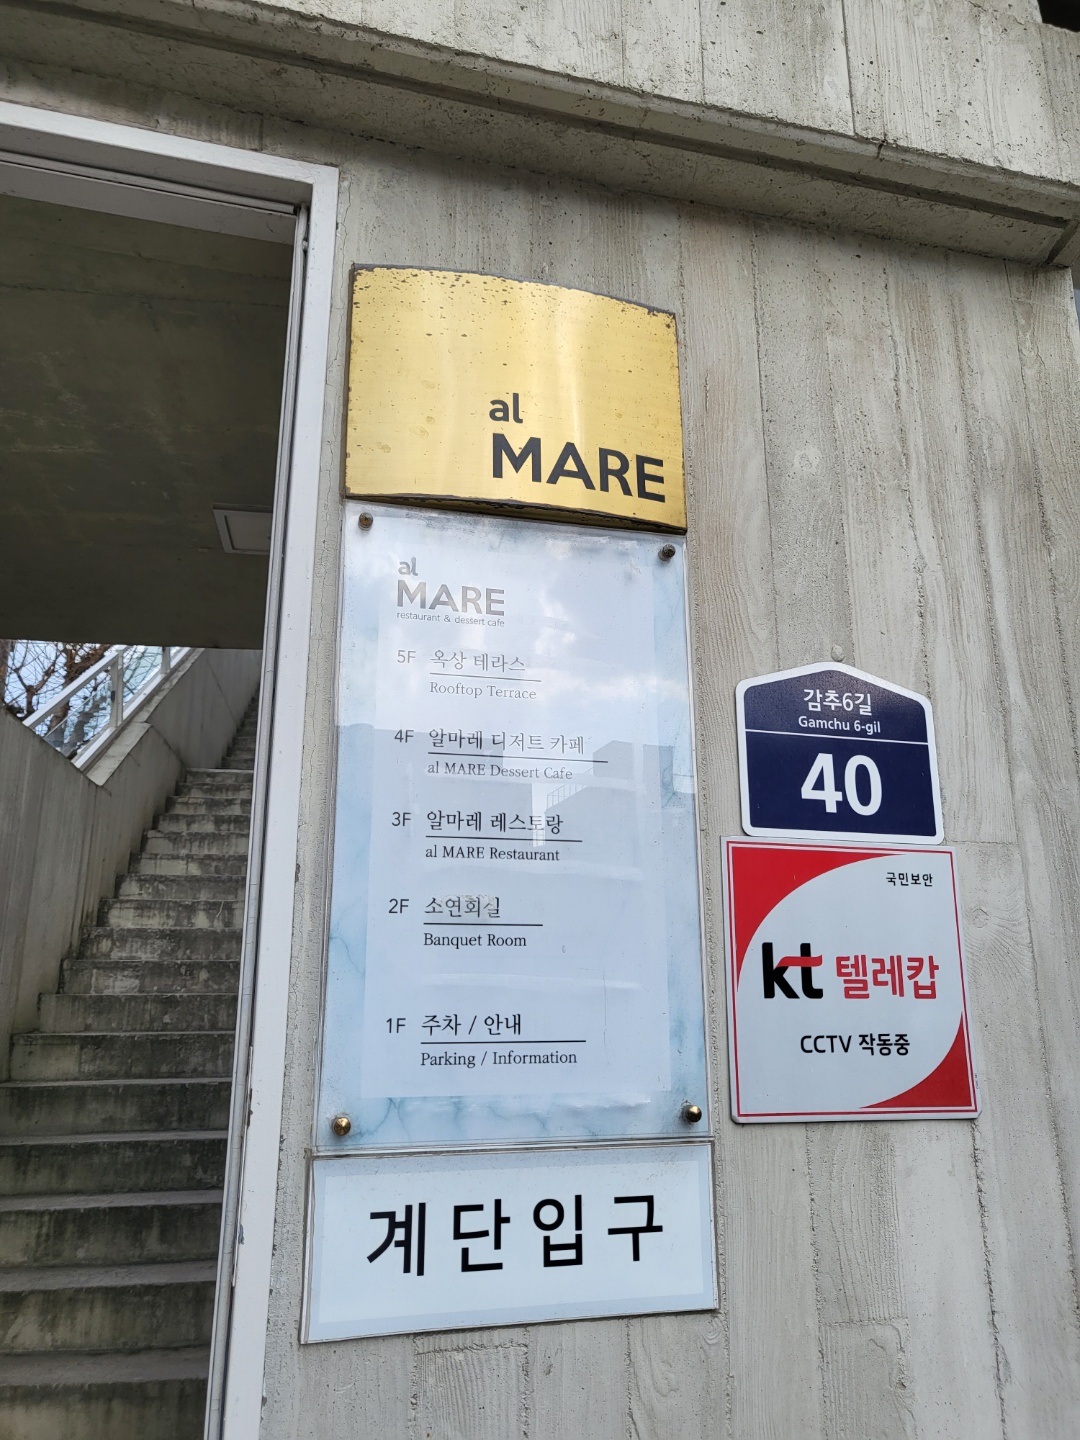 al
MARE
al
MARE
restaurant & dessert cafe
5F 옥상 테라스
Rooftop Terrace
4F 알마레 디저트 카페
al MARE Dessert Cafe
3F 알마레 레스토랑
al MARE Restaurant
2F 소연회실
Banquet Room
1F 주차 / 안내
Parking / Information
계단입구
감추6길
Gamchu 6-gil
40
국민보안
kt 텔레캅
CCTV 작동중